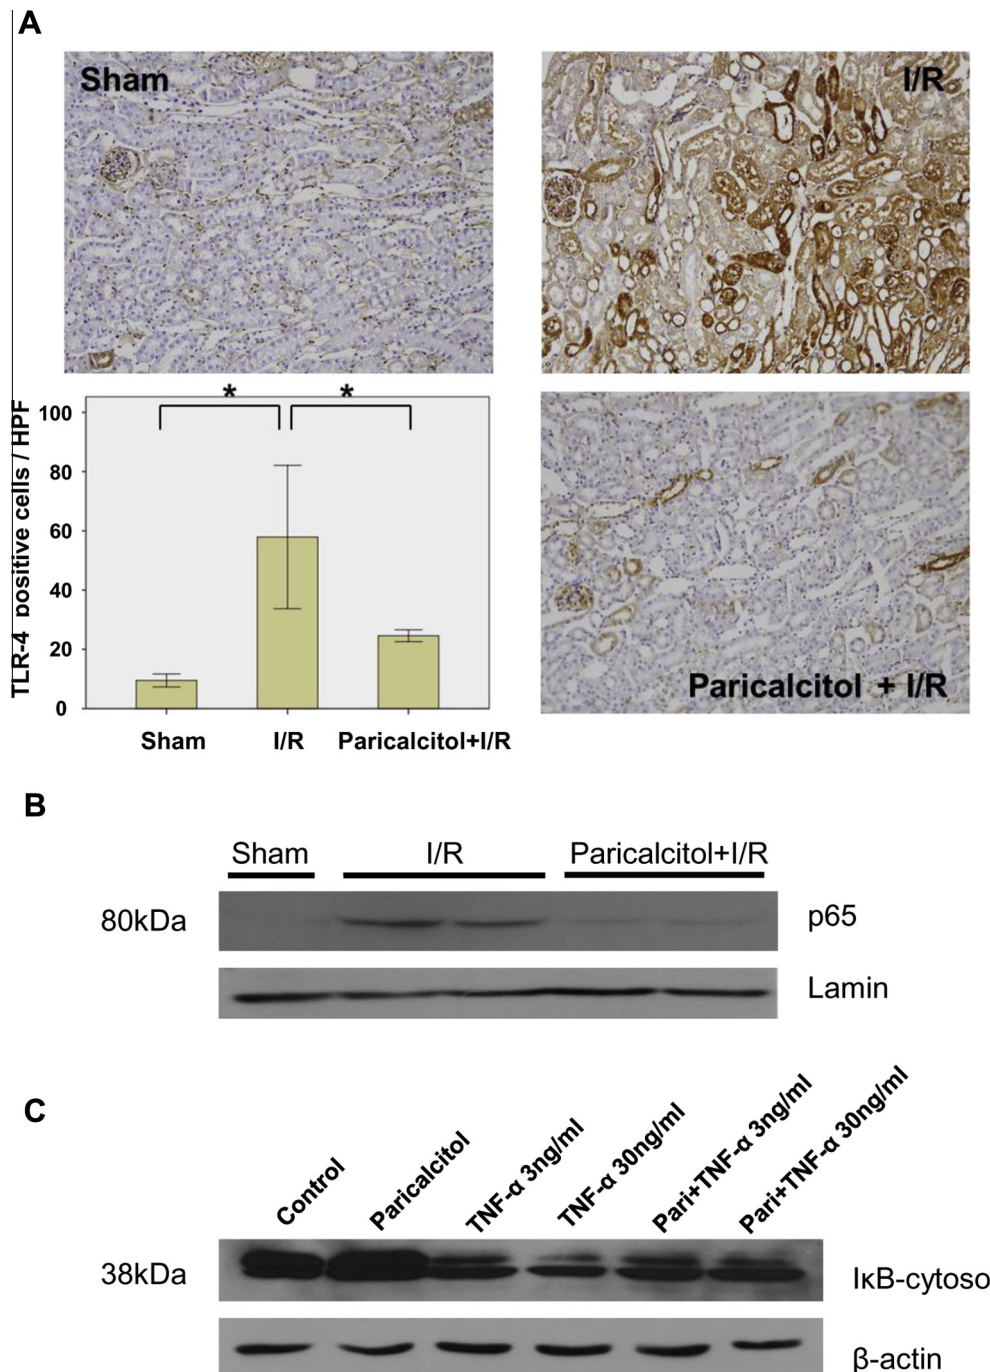 A
Sham
I/R
*
*
TLR-4 positive cells / HPF
100
80
60
40
20
0
Sham
I/R
Paricalcitol+I/R
Paricalcitol + I/R
B
Sham
I/R
Paricalcitol+I/R
80kDa
p65
Lamin
C
Control
Paricalcitol
TNF-α 3ng/ml
TNF-α 30ng/ml
Pari+TNF-α 3ng/ml
Pari+TNF-α 30ng/ml
38kDa
IκB-cytoso
β-actin